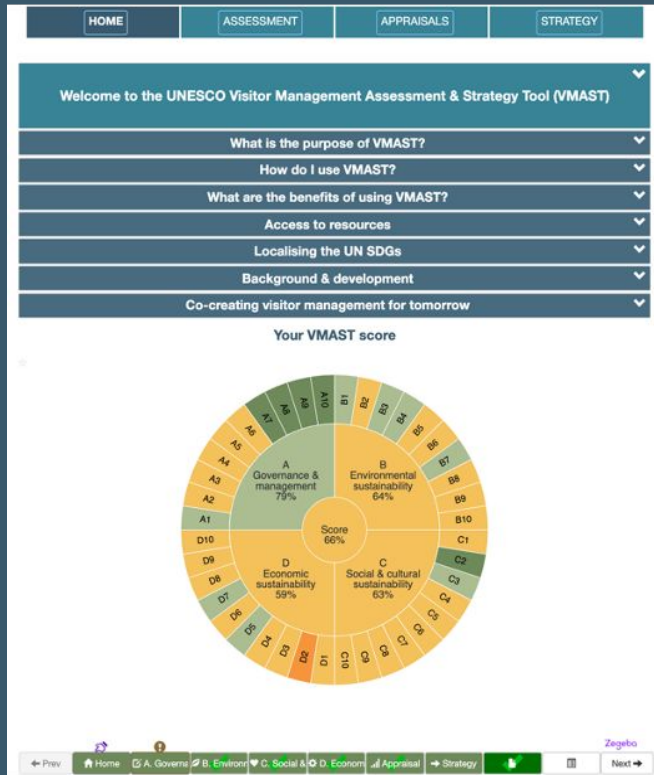 HOME ASSESSMENT APPRAISALS STRATEGY
Welcome to the UNESCO Visitor Management Assessment & Strategy Tool (VMAST)
What is the purpose of VMAST?
How do I use VMAST?
What are the benefits of using VMAST?
Access to resources
Localising the UN SDGs
Background & development
Co-creating visitor management for tomorrow
Your VMAST score
A
Governance &
management
79%
B
Environmental
sustainability
64%
Score
66%
D
Economic
sustainability
59%
C
Social & cultural
sustainability
63%
A1
A2
A3
A4
A5
A6
A7
A8
A9
A10
B1
B2
B3
B4
B5
B6
B7
B8
B9
B10
C1
C2
C3
C4
C5
C6
C7
C8
C9
C10
D1
D2
D3
D4
D5
D6
D7
D8
D9
D10
Zegeba
← Prev Home A. Governa B. Environr C. Social & D. Econom Appraisal → Strategy Next →